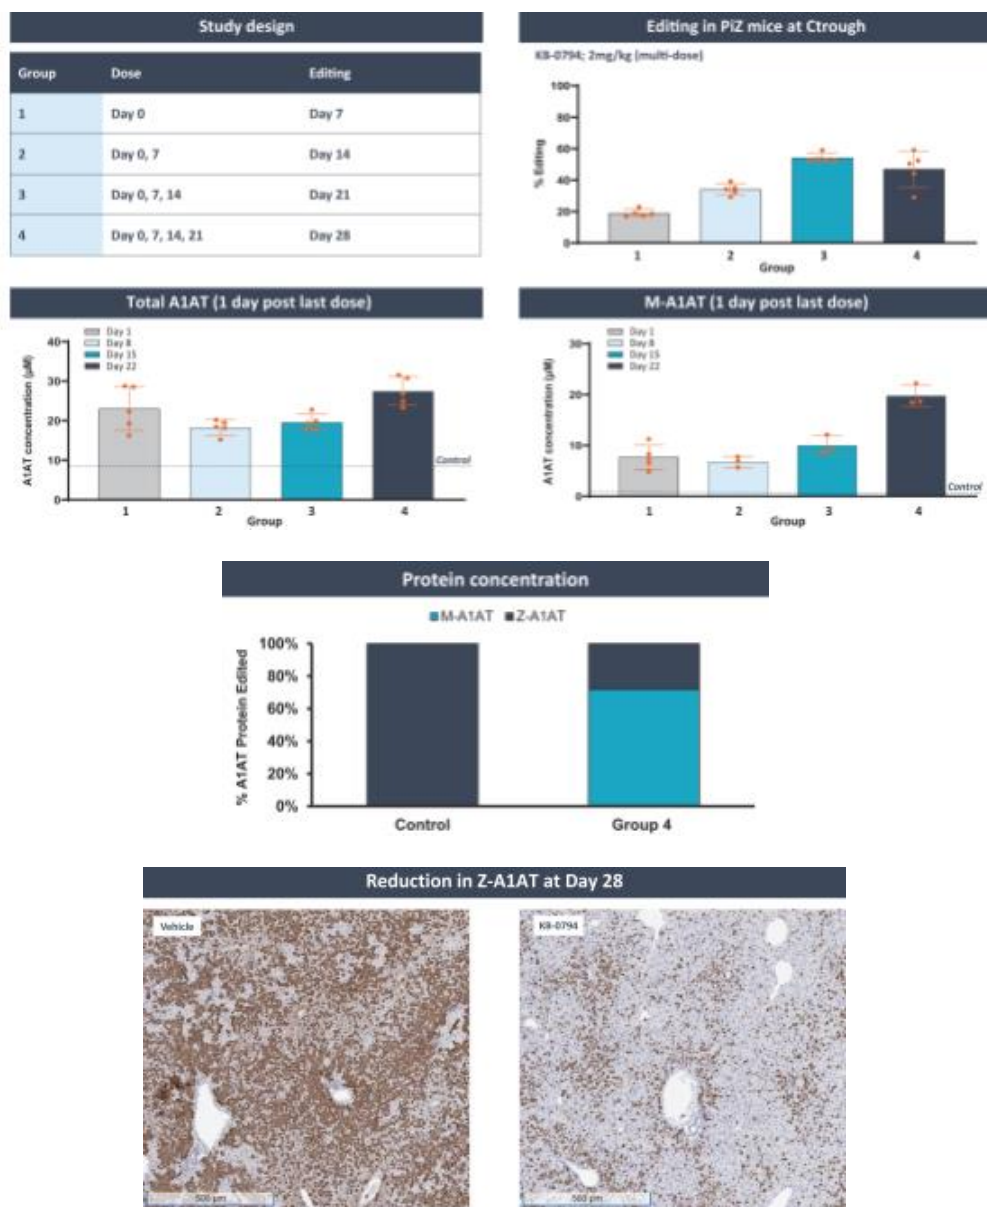 Study design
Group Dose Editing
1 Day 0 Day 7
2 Day 0, 7 Day 14
3 Day 0, 7, 14 Day 21
4 Day 0, 7, 14, 21 Day 28
Editing in PiZ mice at Ctrough
KB-0794; 2mg/kg (multi-dose)
% Editing
100
80
60
40
20
0
1 2 3 4
Group
Total A1AT (1 day post last dose)
Day 1
Day 8
Day 15
Day 22
A1AT concentration (µM)
40
30
20
10
0
Control
1 2 3 4
Group
M-A1AT (1 day post last dose)
Day 1
Day 8
Day 15
Day 22
A1AT concentration (µM)
30
20
10
0
Control
1 2 3 4
Group
Protein concentration
M-A1AT Z-A1AT
% A1AT Protein Edited
100%
80%
60%
40%
20%
0%
Control Group 4
Reduction in Z-A1AT at Day 28
Vehicle
KB-0794
500 µm
500 µm